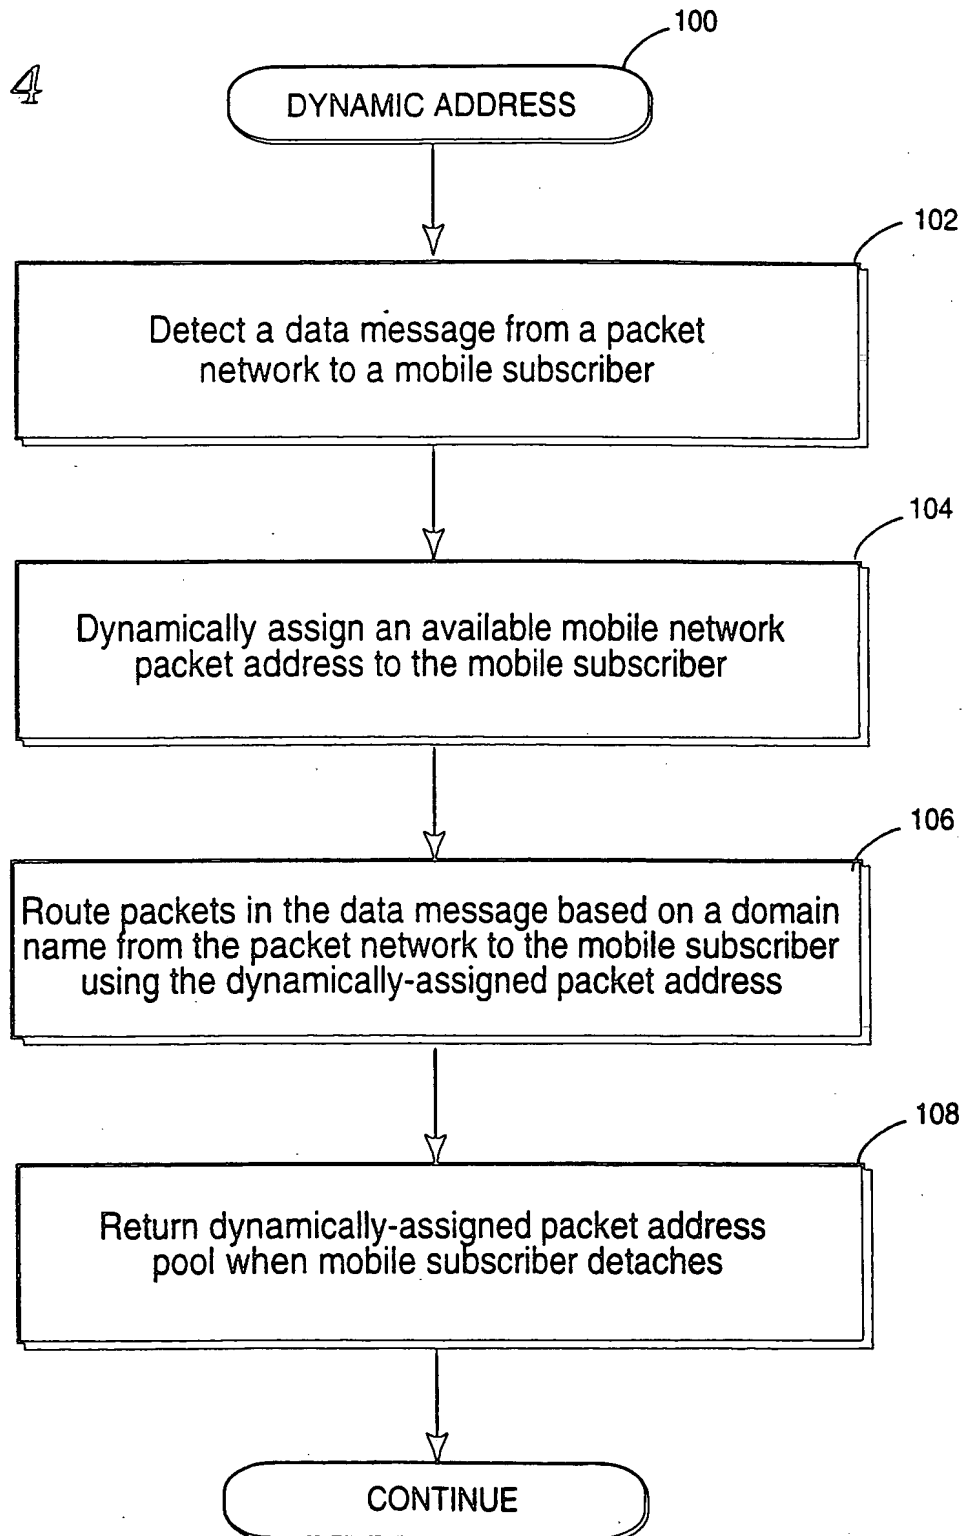 4
100
DYNAMIC ADDRESS
102
Detect a data message from a packet
network to a mobile subscriber
104
Dynamically assign an available mobile network
packet address to the mobile subscriber
106
Route packets in the data message based on a domain
name from the packet network to the mobile subscriber
using the dynamically-assigned packet address
108
Return dynamically-assigned packet address
pool when mobile subscriber detaches
CONTINUE